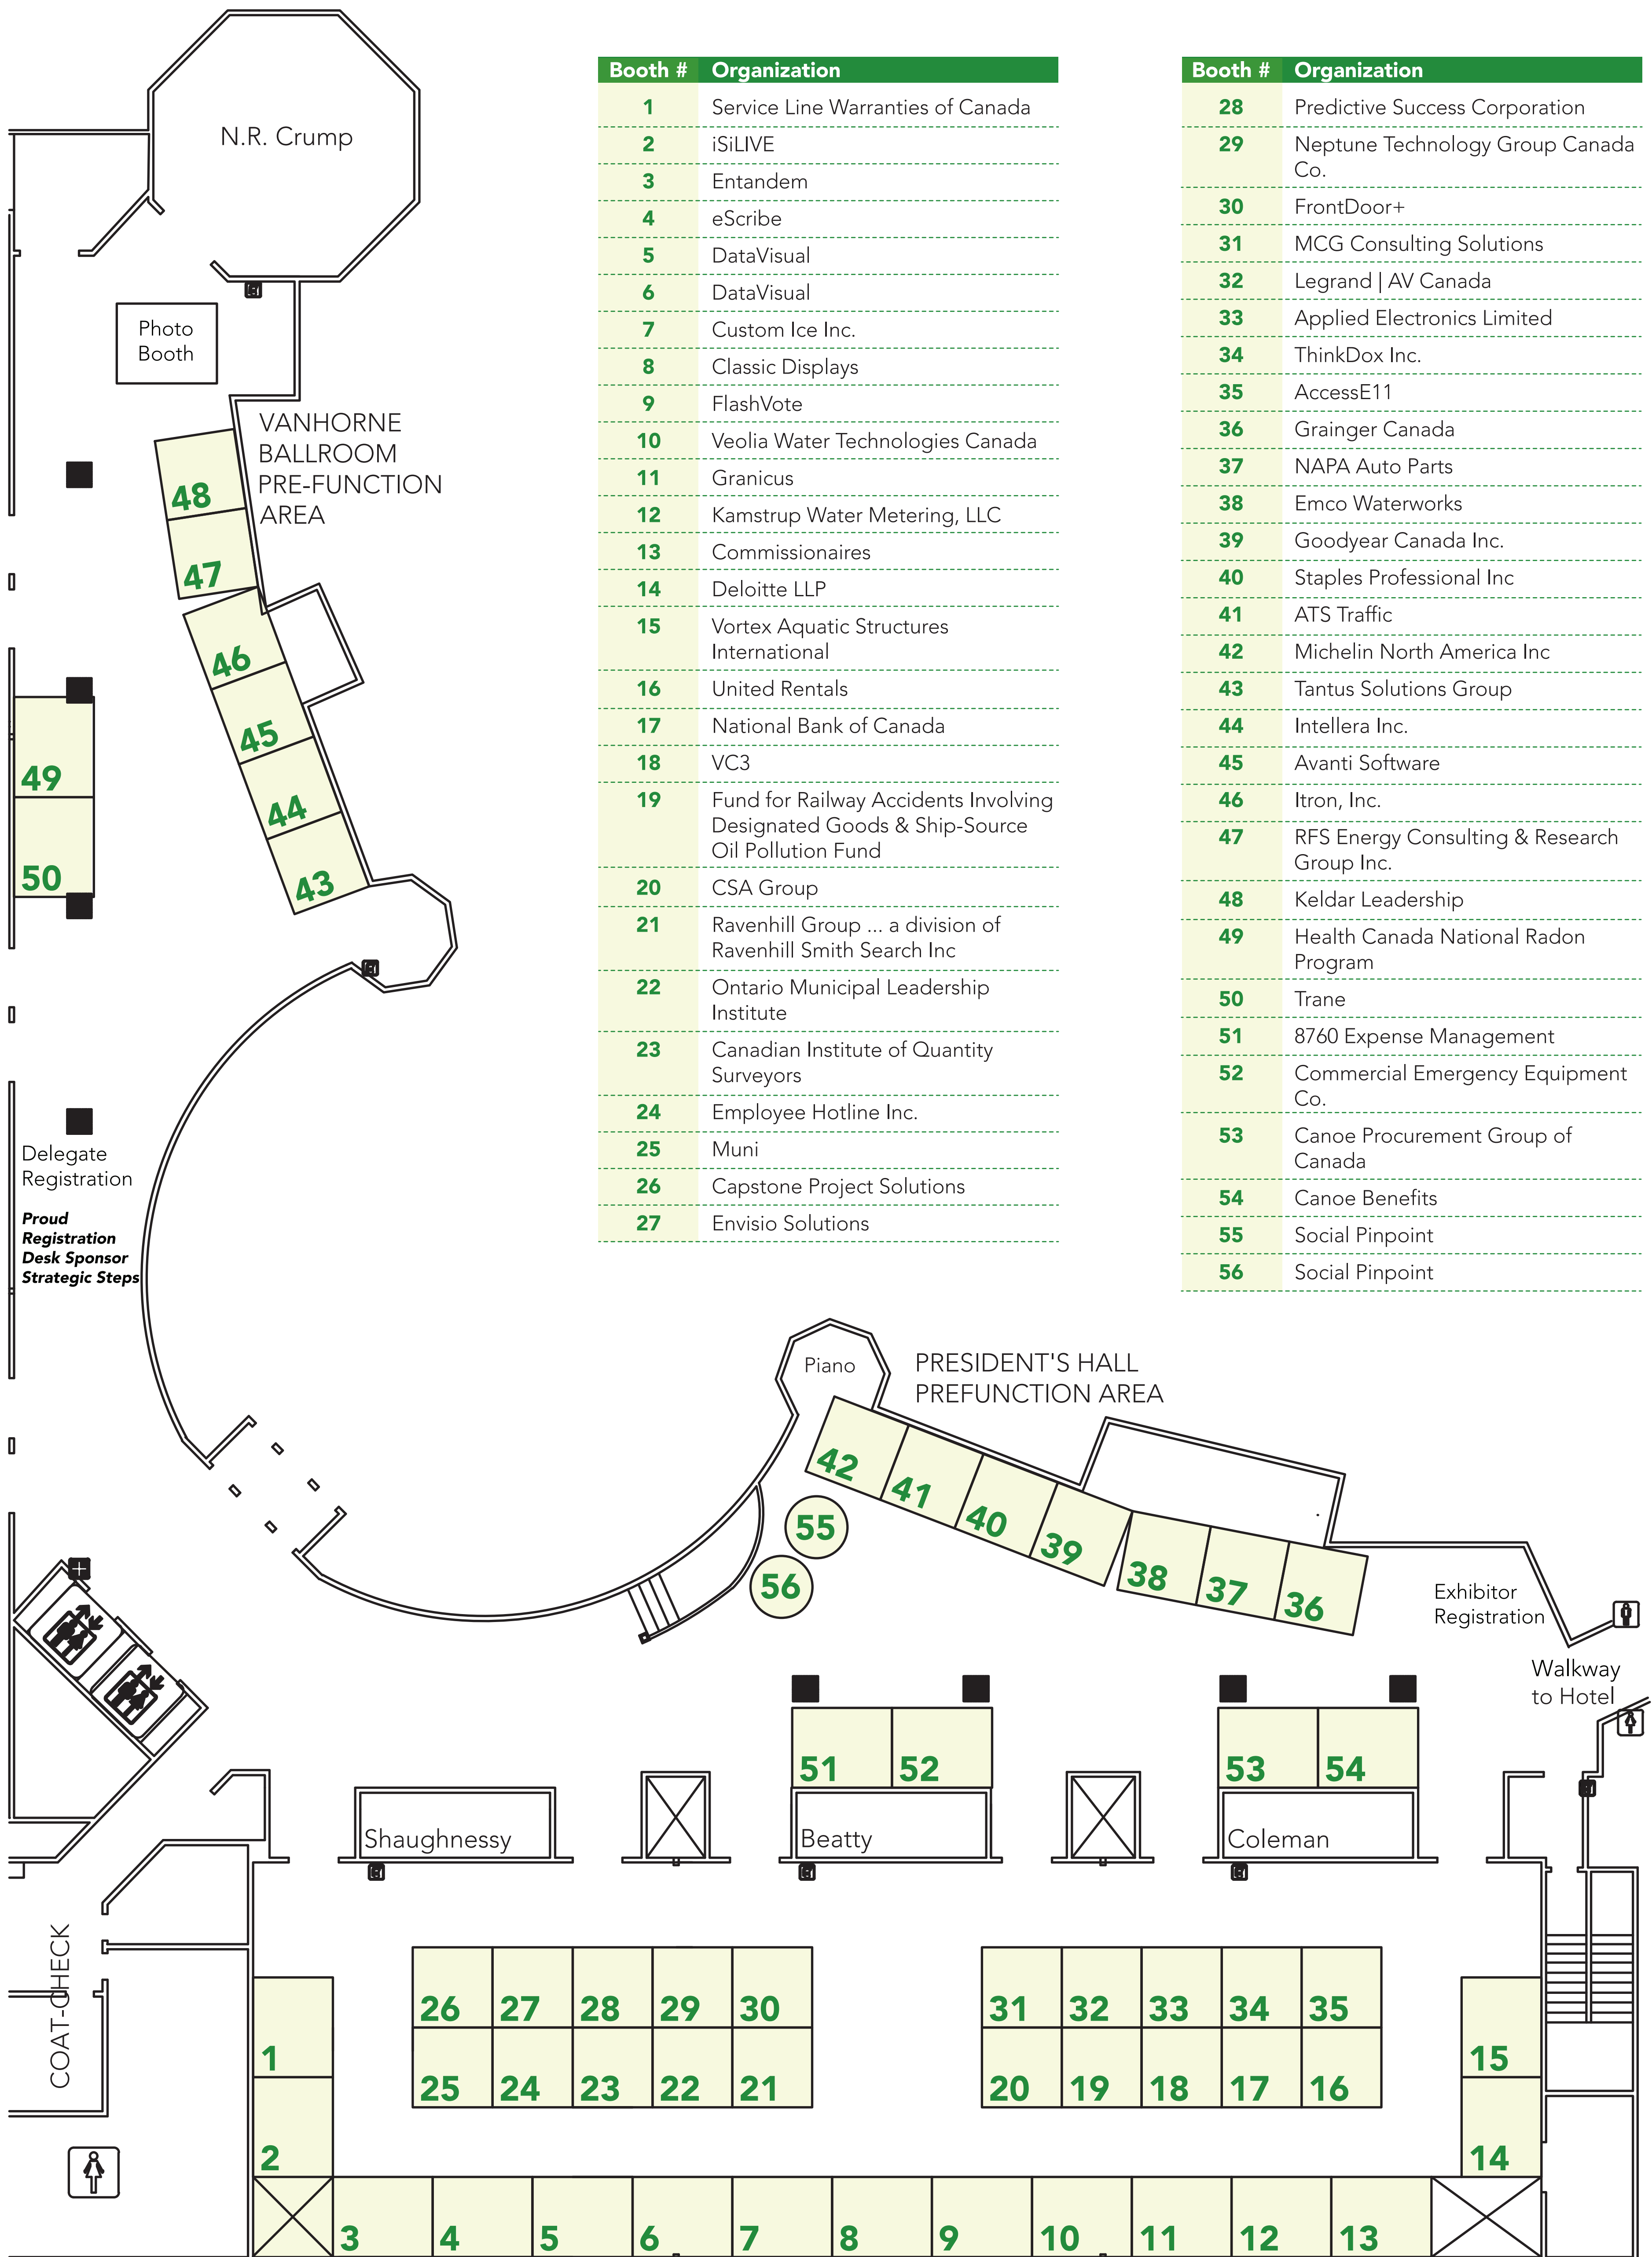 N.R. Crump
Photo
Booth
VANHORNE
BALLROOM
PRE-FUNCTION
AREA
48
47
46
45
44
43
49
50
Delegate
Registration
Proud
Registration
Desk Sponsor
Strategic Steps
Booth # Organization
1 Service Line Warranties of Canada
2 iSiLIVE
3 Entandem
4 eScribe
5 DataVisual
6 DataVisual
7 Custom Ice Inc.
8 Classic Displays
9 FlashVote
10 Veolia Water Technologies Canada
11 Granicus
12 Kamstrup Water Metering, LLC
13 Commissionaires
14 Deloitte LLP
15 Vortex Aquatic Structures
International
16 United Rentals
17 National Bank of Canada
18 VC3
19 Fund for Railway Accidents Involving
Designated Goods & Ship-Source
Oil Pollution Fund
20 CSA Group
21 Ravenhill Group ... a division of
Ravenhill Smith Search Inc
22 Ontario Municipal Leadership
Institute
23 Canadian Institute of Quantity
Surveyors
24 Employee Hotline Inc.
25 Muni
26 Capstone Project Solutions
27 Envisio Solutions
Booth # Organization
28 Predictive Success Corporation
29 Neptune Technology Group Canada
Co.
30 FrontDoor+
31 MCG Consulting Solutions
32 Legrand | AV Canada
33 Applied Electronics Limited
34 ThinkDox Inc.
35 AccessE11
36 Grainger Canada
37 NAPA Auto Parts
38 Emco Waterworks
39 Goodyear Canada Inc.
40 Staples Professional Inc
41 ATS Traffic
42 Michelin North America Inc
43 Tantus Solutions Group
44 Intellera Inc.
45 Avanti Software
46 Itron, Inc.
47 RFS Energy Consulting & Research
Group Inc.
48 Keldar Leadership
49 Health Canada National Radon
Program
50 Trane
51 8760 Expense Management
52 Commercial Emergency Equipment
Co.
53 Canoe Procurement Group of
Canada
54 Canoe Benefits
55 Social Pinpoint
56 Social Pinpoint
Piano
PRESIDENT'S HALL
PREFUNCTION AREA
42 41 40 39 38 37 36
55
56
Exhibitor
Registration
Walkway
to Hotel
51 52
53 54
Shaughnessy
Beatty
Coleman
COAT-CHECK
26 27 28 29 30
31 32 33 34 35
25 24 23 22 21
20 19 18 17 16
1
2
15
14
3 4 5 6 7 8 9 10 11 12 13